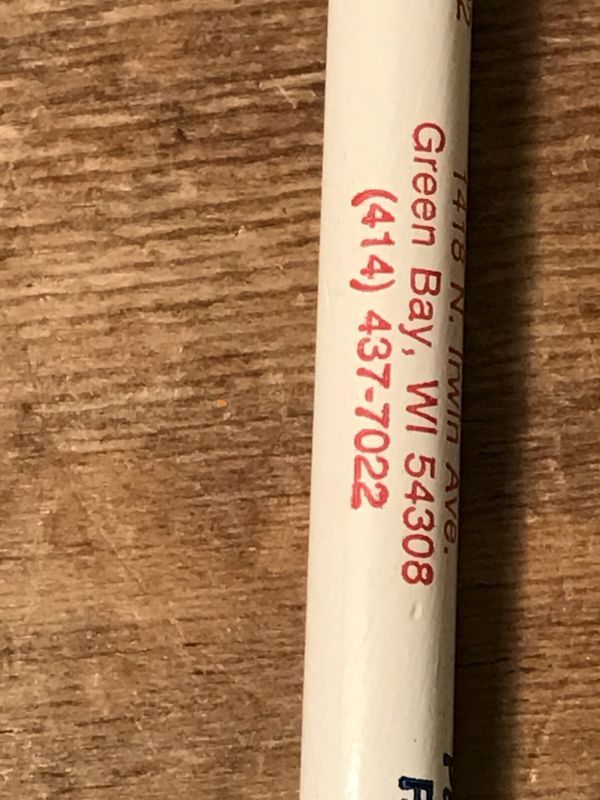 1418 N. Irwin Ave.
Green Bay, WI 54308
(414) 437-7022